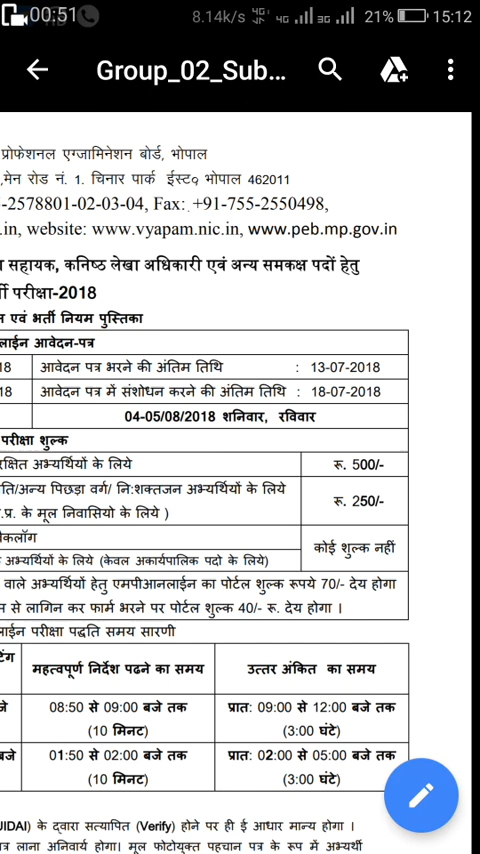 00:51 8.14k/s 4G 4G 3G 21% 15:12
Group_02_Sub...
प्रोफेशनल एग्जामिनेशन बोर्ड, भोपाल
,मेन रोड नं. 1. चिनार पार्क ईस्ट० भोपाल 462011
-2578801-02-03-04, Fax: +91-755-2550498,
.in, website: www.vyapam.nic.in, www.peb.mp.gov.in
सहायक, कनिष्ठ लेखा अधिकारी एवं अन्य समकक्ष पदों हेतु
र्ती परीक्षा-2018
न एवं भर्ती नियम पुस्तिका
लाईन आवेदन-पत्र
18 आवेदन पत्र भरने की अंतिम तिथि : 13-07-2018
18 आवेदन पत्र में संशोधन करने की अंतिम तिथि : 18-07-2018
04-05/08/2018 शनिवार, रविवार
परीक्षा शुल्क
रक्षित अभ्यर्थियों के लिये रू. 500/-
ति/अन्य पिछड़ा वर्ग/ नि:शक्तजन अभ्यर्थियों के लिये
.प्र. के मूल निवासियो के लिये ) रू. 250/-
कलॉग
अभ्यर्थियों के लिये (केवल अकार्यपालिक पदो के लिये) कोई शुल्क नहीं
वाले अभ्यर्थियों हेतु एमपीआनलाईन का पोर्टल शुल्क रूपये 70/- देय होगा
न से लागिन कर फार्म भरने पर पोर्टल शुल्क 40/- रू. देय होगा ।
लाईन परीक्षा पद्धति समय सारणी
टिंग महत्वपूर्ण निर्देश पढने का समय उत्तर अंकित का समय
जे 08:50 से 09:00 बजे तक प्रात: 09:00 से 12:00 बजे तक
(10 मिनट) (3:00 घंटे)
बजे 01:50 से 02:00 बजे तक प्रात: 02:00 से 05:00 बजे तक
(10 मिनट) (3:00 घंटे)
UIDAI) के द्वारा सत्यापित (Verify) होने पर ही ई आधार मान्य होगा ।
त्र लाना अनिवार्य होगा। मूल फोटोयुक्त पहचान पत्र के रूप में अभ्यर्थी